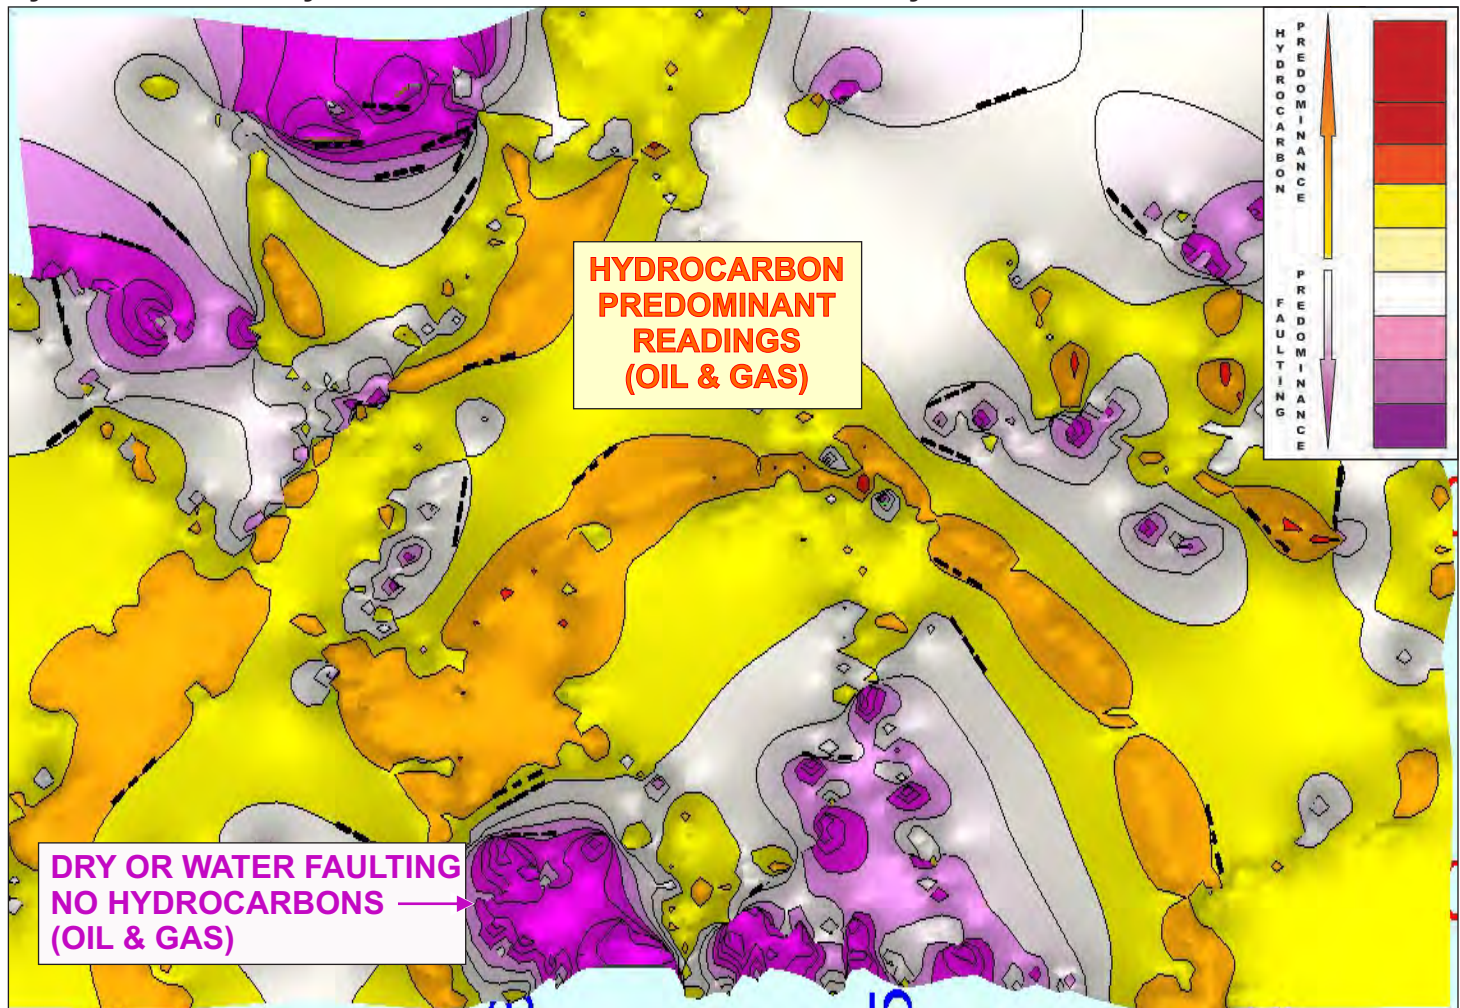 HYDROCARBON
PREDOMINANCE
FAULTING
PREDOMINANCE
HYDROCARBON
PREDOMINANT
READINGS
(OIL & GAS)
DRY OR WATER FAULTING
NO HYDROCARBONS
(OIL & GAS)